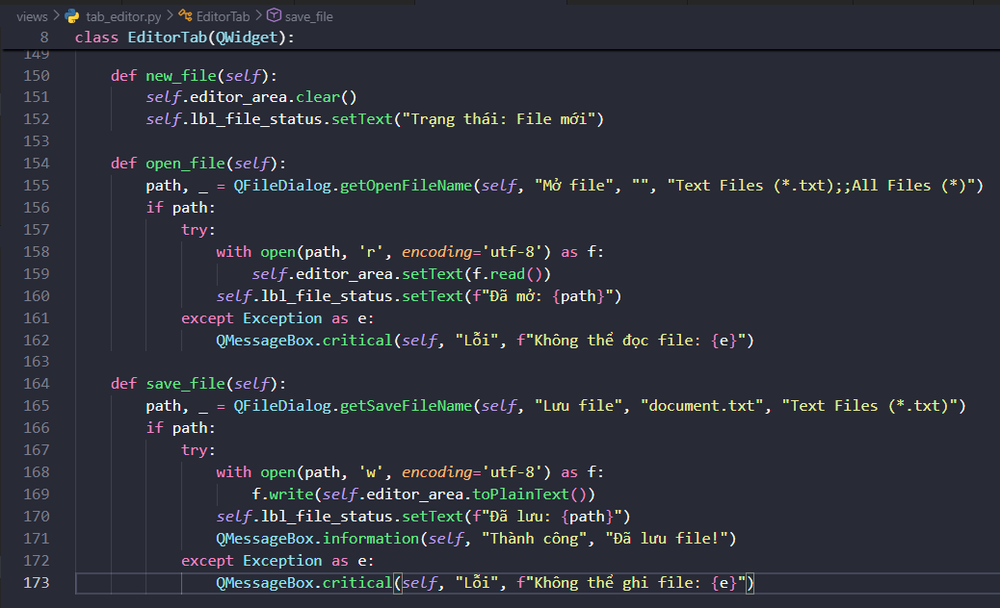 views > tab_editor.py > EditorTab > save_file
8 class EditorTab(QWidget):
149
150     def new_file(self):
151         self.editor_area.clear()
152         self.lbl_file_status.setText("Trạng thái: File mới")
153
154     def open_file(self):
155         path, _ = QFileDialog.getOpenFileName(self, "Mở file", "", "Text Files (*.txt);;All Files (*)")
156         if path:
157             try:
158                 with open(path, 'r', encoding='utf-8') as f:
159                     self.editor_area.setText(f.read())
160                 self.lbl_file_status.setText(f"Đã mở: {path}")
161             except Exception as e:
162                 QMessageBox.critical(self, "Lỗi", f"Không thể đọc file: {e}")
163
164     def save_file(self):
165         path, _ = QFileDialog.getSaveFileName(self, "Lưu file", "document.txt", "Text Files (*.txt)")
166         if path:
167             try:
168                 with open(path, 'w', encoding='utf-8') as f:
169                     f.write(self.editor_area.toPlainText())
170                 self.lbl_file_status.setText(f"Đã lưu: {path}")
171                 QMessageBox.information(self, "Thành công", "Đã lưu file!")
172             except Exception as e:
173                 QMessageBox.critical(self, "Lỗi", f"Không thể ghi file: {e}")